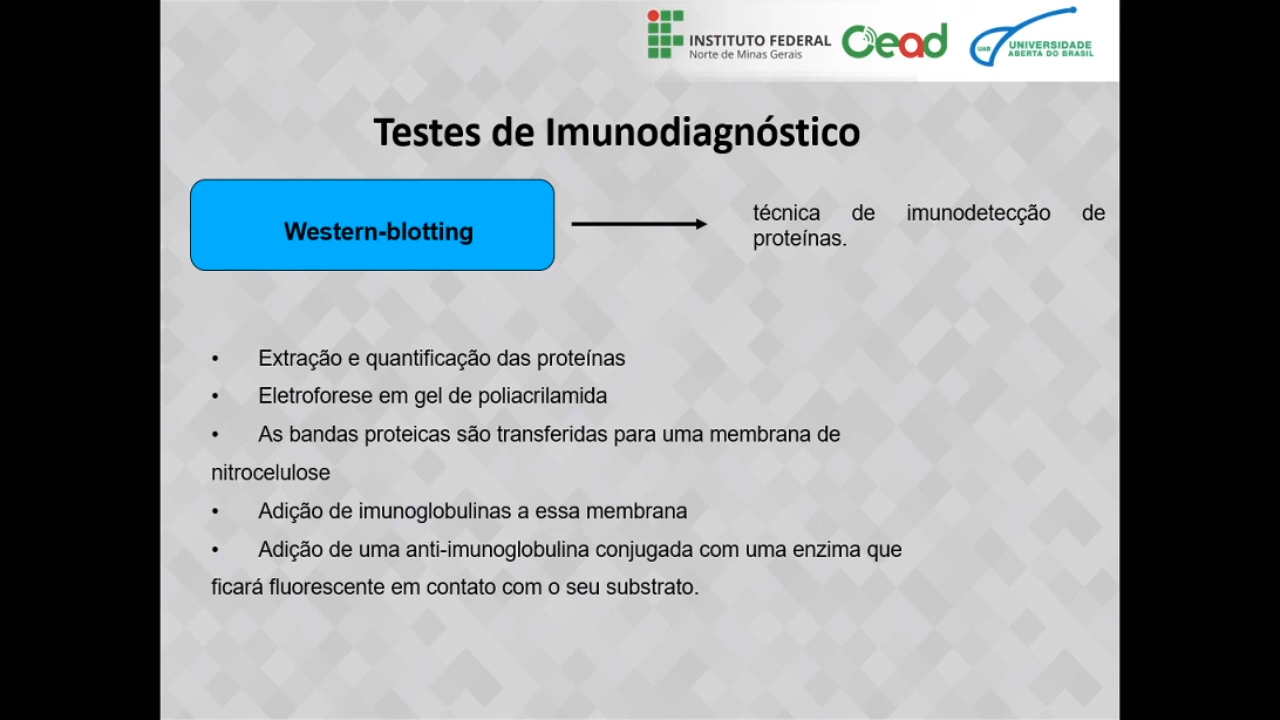 INSTITUTO FEDERAL
Norte de Minas Gerais
Cead
UAB
UNIVERSIDADE
ABERTA DO BRASIL
Testes de Imunodiagnóstico
Western-blotting
técnica de imunodetecção de
proteínas.
• Extração e quantificação das proteínas
• Eletroforese em gel de poliacrilamida
• As bandas proteicas são transferidas para uma membrana de
nitrocelulose
• Adição de imunoglobulinas a essa membrana
• Adição de uma anti-imunoglobulina conjugada com uma enzima que
ficará fluorescente em contato com o seu substrato.